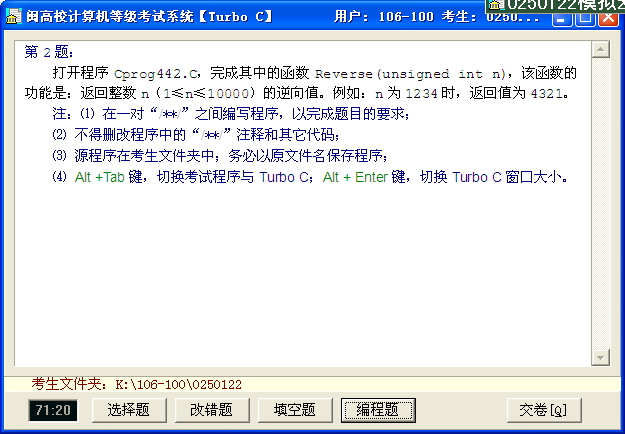 闽高校计算机等级考试系统【Turbo C】 用户: 106-100 考生: 0250...
0250122模拟
第 2 题:
打开程序 Cprog442.C，完成其中的函数 Reverse(unsigned int n)，该函数的
功能是：返回整数 n（1≤n≤10000）的逆向值。例如：n 为 1234 时，返回值为 4321。
注：⑴ 在一对“/**/”之间编写程序，以完成题目的要求；
⑵ 不得删改程序中的“/**/”注释和其它代码；
⑶ 源程序在考生文件夹中；务必以原文件名保存程序；
⑷ Alt +Tab 键，切换考试程序与 Turbo C；Alt + Enter 键，切换 Turbo C 窗口大小。
考生文件夹：K:\106-100\0250122
71:20 选择题 改错题 填空题 编程题 交卷[Q]